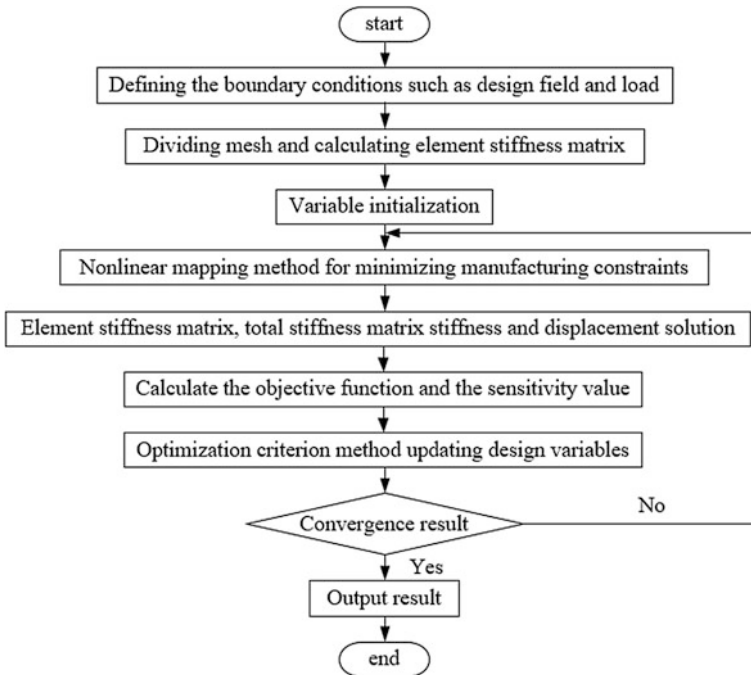 start
Defining the boundary conditions such as design field and load
Dividing mesh and calculating element stiffness matrix
Variable initialization
Nonlinear mapping method for minimizing manufacturing constraints
Element stiffness matrix, total stiffness matrix stiffness and displacement solution
Calculate the objective function and the sensitivity value
Optimization criterion method updating design variables
Convergence result
No
Yes
Output result
end